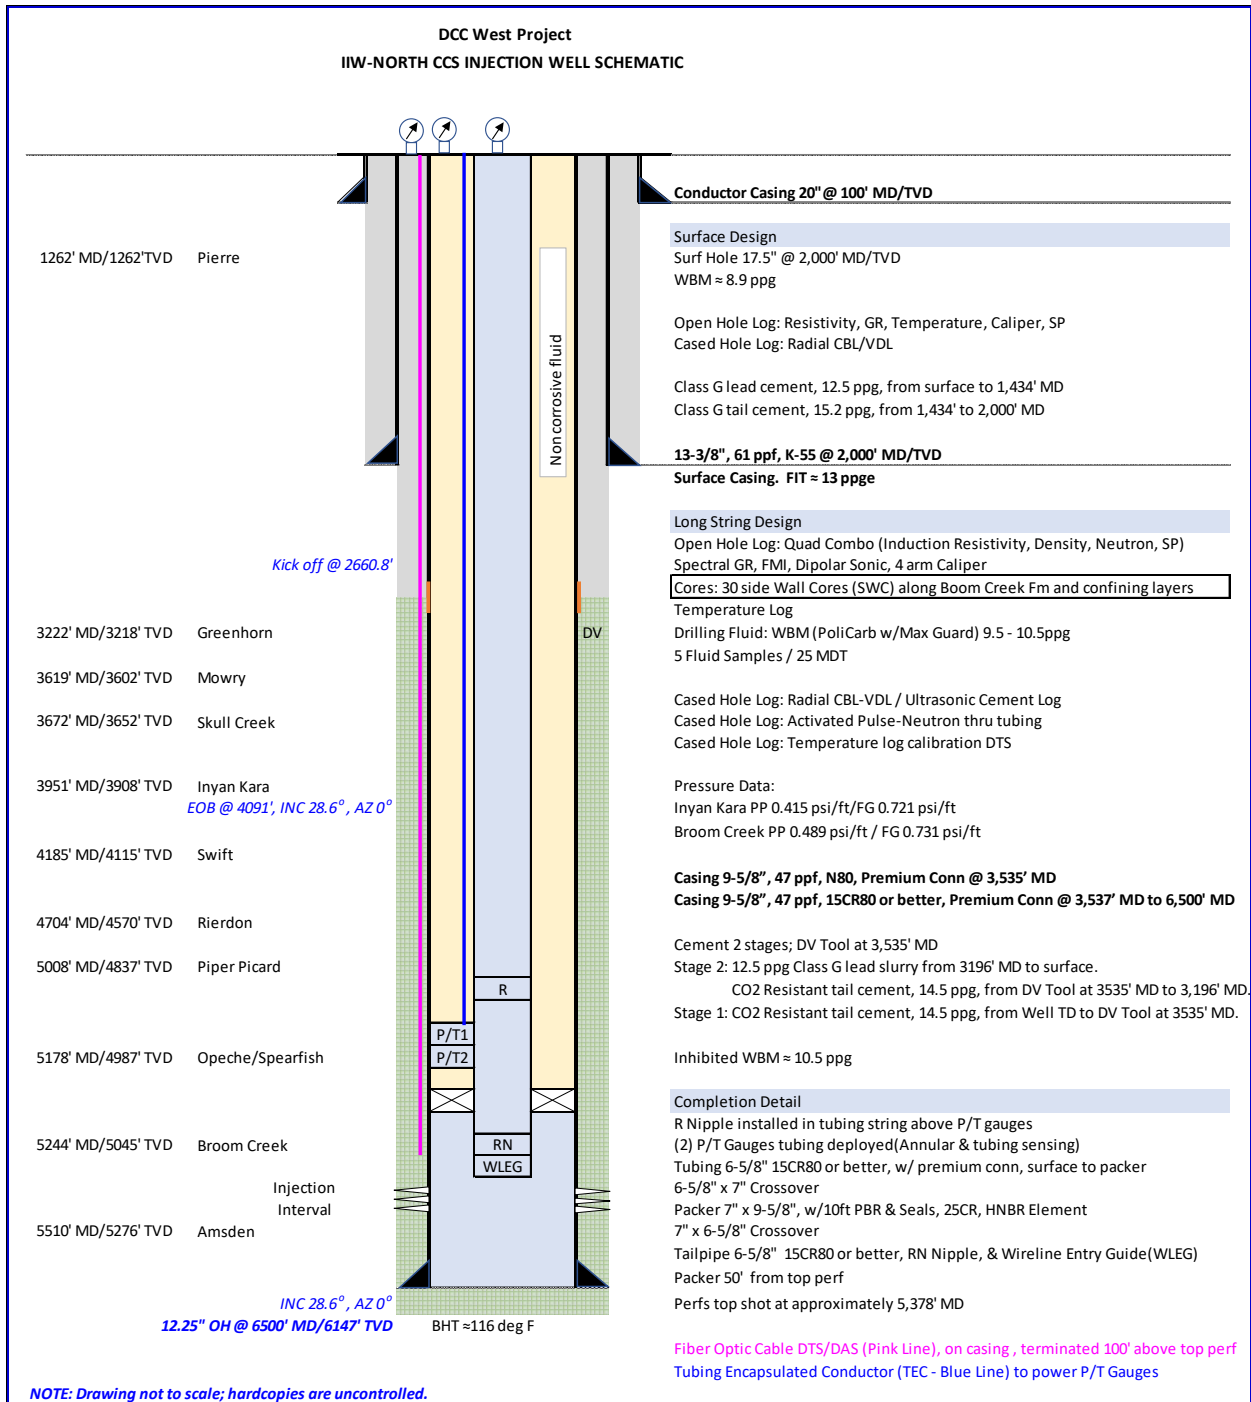 DCC West Project
IIW-NORTH CCS INJECTION WELL SCHEMATIC
Conductor Casing 20"@ 100' MD/TVD
Surface Design
1262' MD/1262'TVD Pierre
Surf Hole 17.5" @ 2,000' MD/TVD
WBM ≈ 8.9 ppg
Open Hole Log: Resistivity, GR, Temperature, Caliper, SP
Cased Hole Log: Radial CBL/VDL
Non corrosive fluid
Class G lead cement, 12.5 ppg, from surface to 1,434' MD
Class G tail cement, 15.2 ppg, from 1,434' to 2,000' MD
13-3/8", 61 ppf, K-55 @ 2,000' MD/TVD
Surface Casing. FIT ≈ 13 ppge
Long String Design
Open Hole Log: Quad Combo (Induction Resistivity, Density, Neutron, SP)
Kick off @ 2660.8'
Spectral GR, FMI, Dipolar Sonic, 4 arm Caliper
Cores: 30 side Wall Cores (SWC) along Boom Creek Fm and confining layers
Temperature Log
3222' MD/3218' TVD Greenhorn
DV
Drilling Fluid: WBM (PoliCarb w/Max Guard) 9.5 - 10.5ppg
5 Fluid Samples / 25 MDT
3619' MD/3602' TVD Mowry
Cased Hole Log: Radial CBL-VDL / Ultrasonic Cement Log
3672' MD/3652' TVD Skull Creek
Cased Hole Log: Activated Pulse-Neutron thru tubing
Cased Hole Log: Temperature log calibration DTS
3951' MD/3908' TVD Inyan Kara
Pressure Data:
EOB @ 4091', INC 28.6°, AZ 0°
Inyan Kara PP 0.415 psi/ft/FG 0.721 psi/ft
Broom Creek PP 0.489 psi/ft / FG 0.731 psi/ft
4185' MD/4115' TVD Swift
Casing 9-5/8”, 47 ppf, N80, Premium Conn @ 3,535’ MD
Casing 9-5/8”, 47 ppf, 15CR80 or better, Premium Conn @ 3,537’ MD to 6,500’ MD
4704' MD/4570' TVD Rierdon
Cement 2 stages; DV Tool at 3,535' MD
5008' MD/4837' TVD Piper Picard
Stage 2: 12.5 ppg Class G lead slurry from 3196' MD to surface.
R
CO2 Resistant tail cement, 14.5 ppg, from DV Tool at 3535' MD to 3,196' MD.
Stage 1: CO2 Resistant tail cement, 14.5 ppg, from Well TD to DV Tool at 3535' MD.
P/T1
P/T2
5178' MD/4987' TVD Opeche/Spearfish
Inhibited WBM ≈ 10.5 ppg
Completion Detail
R Nipple installed in tubing string above P/T gauges
5244' MD/5045' TVD Broom Creek
RN
(2) P/T Gauges tubing deployed(Annular & tubing sensing)
WLEG
Tubing 6-5/8" 15CR80 or better, w/ premium conn, surface to packer
Injection
Interval
6-5/8" x 7" Crossover
Packer 7" x 9-5/8", w/10ft PBR & Seals, 25CR, HNBR Element
5510' MD/5276' TVD Amsden
7" x 6-5/8" Crossover
Tailpipe 6-5/8" 15CR80 or better, RN Nipple, & Wireline Entry Guide(WLEG)
Packer 50' from top perf
INC 28.6°, AZ 0°
Perfs top shot at approximately 5,378' MD
12.25" OH @ 6500' MD/6147' TVD
BHT ≈116 deg F
Fiber Optic Cable DTS/DAS (Pink Line), on casing , terminated 100' above top perf
Tubing Encapsulated Conductor (TEC - Blue Line) to power P/T Gauges
NOTE: Drawing not to scale; hardcopies are uncontrolled.